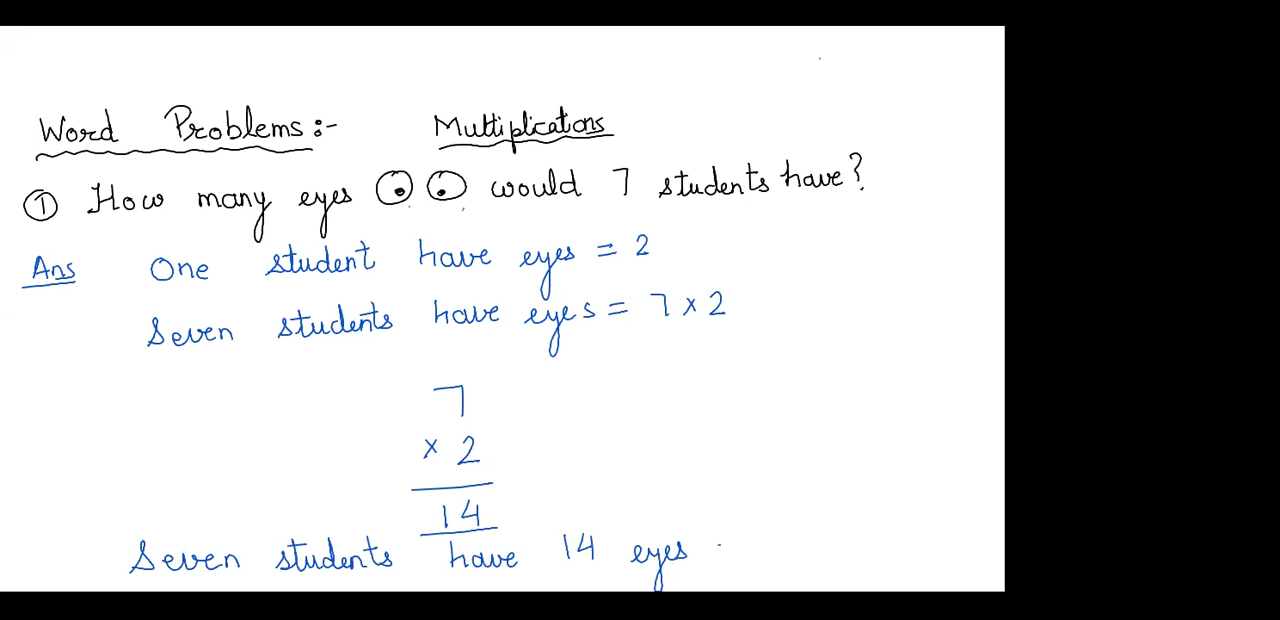 Word Problems :- Multiplications
① How many eyes would 7 students have?
Ans One student have eyes = 2
Seven students have eyes = 7 × 2
7
× 2
14
Seven students have 14 eyes .